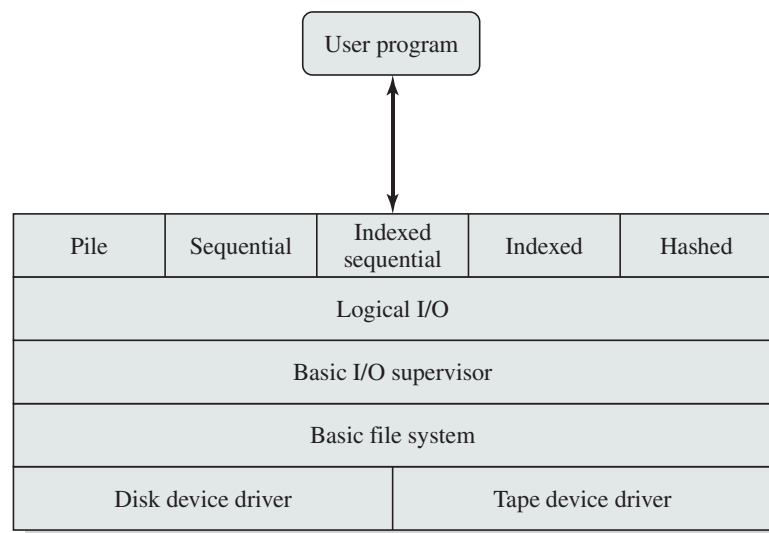 User program
Pile
Sequential
Indexed
sequential
Indexed
Hashed
Logical I/O
Basic I/O supervisor
Basic file system
Disk device driver
Tape device driver